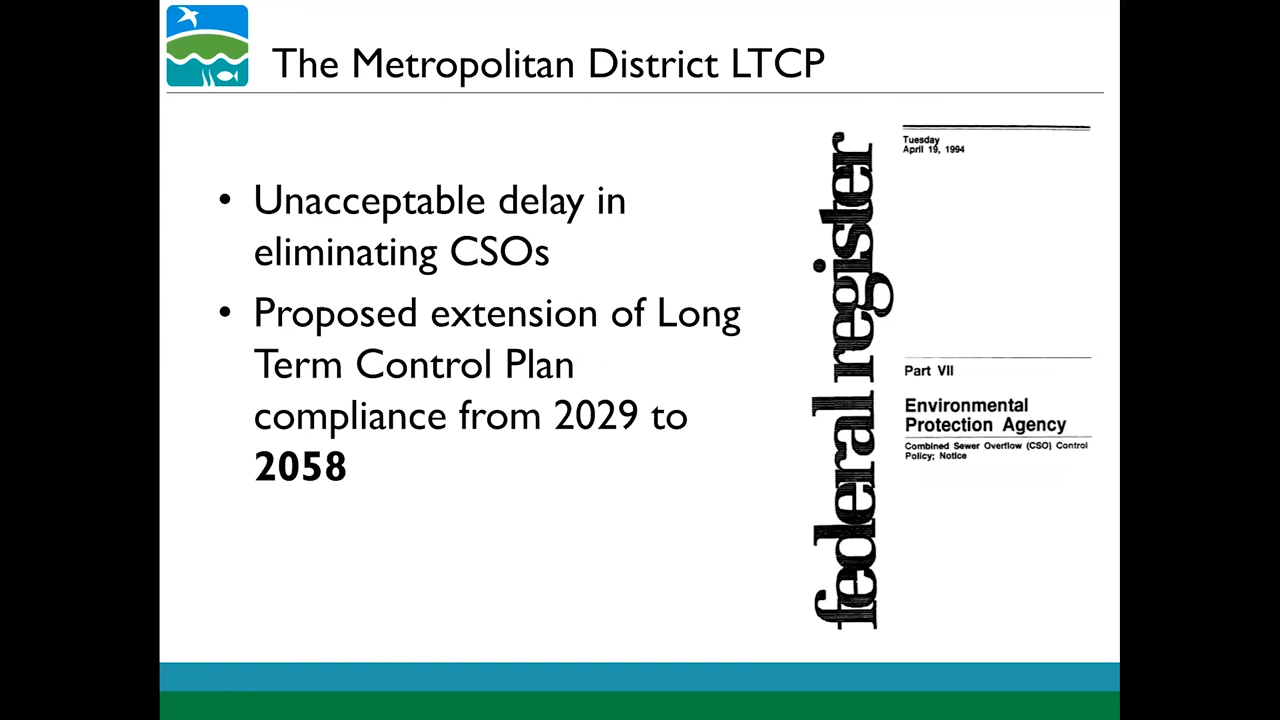 The Metropolitan District LTCP
• Unacceptable delay in
eliminating CSOs
• Proposed extension of Long
Term Control Plan
compliance from 2029 to
2058
federal register
Tuesday
April 19, 1994
Part VII
Environmental
Protection Agency
Combined Sewer Overflow (CSO) Control
Policy; Notice